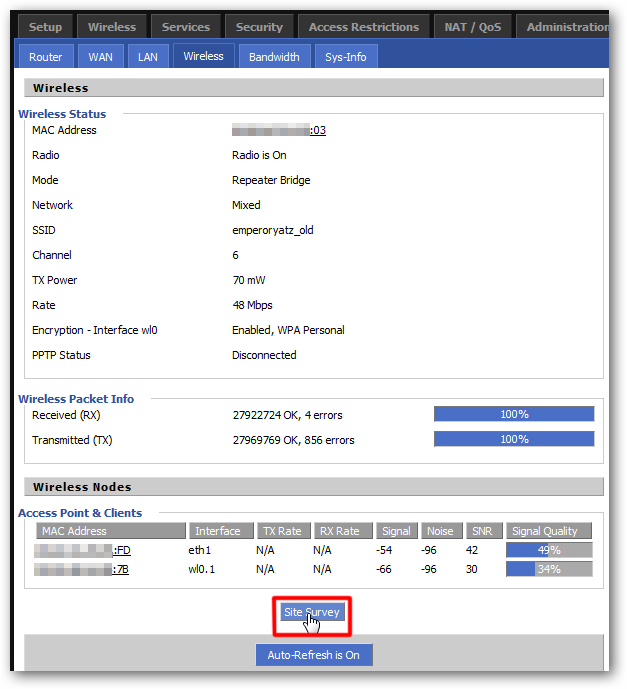 Setup Wireless Services Security Access Restrictions NAT / QoS Administration
Router WAN LAN Wireless Bandwidth Sys-Info
Wireless
Wireless Status
MAC Address :03
Radio Radio is On
Mode Repeater Bridge
Network Mixed
SSID emperoryatz_old
Channel 6
TX Power 70 mW
Rate 48 Mbps
Encryption - Interface wl0 Enabled, WPA Personal
PPTP Status Disconnected
Wireless Packet Info
Received (RX) 27922724 OK, 4 errors 100%
Transmitted (TX) 27969769 OK, 856 errors 100%
Wireless Nodes
Access Point & Clients
MAC Address Interface TX Rate RX Rate Signal Noise SNR Signal Quality
:FD eth1 N/A N/A -54 -96 42 49%
:7B wl0.1 N/A N/A -66 -96 30 34%
Site Survey
Auto-Refresh is On